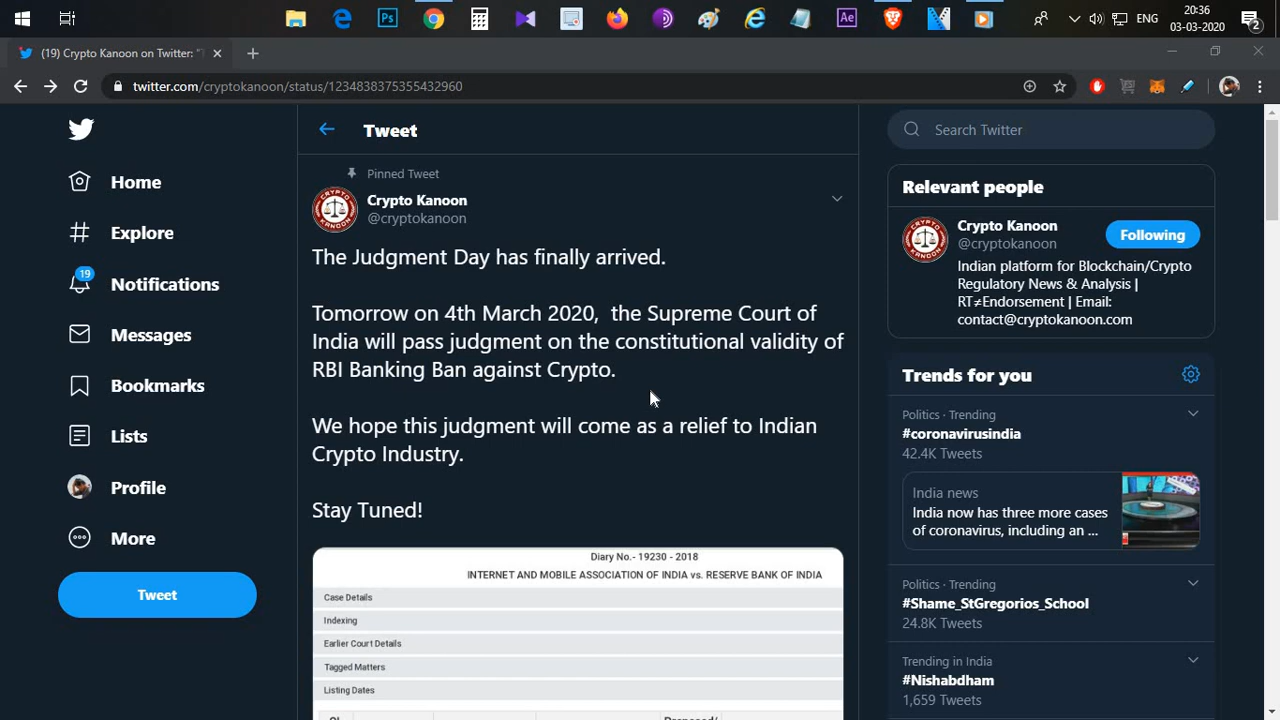 20:36
ENG
03-03-2020
2
(19) Crypto Kanoon on Twitter: "T
twitter.com/cryptokanoon/status/1234838375355432960
Home
Explore
19
Notifications
Messages
Bookmarks
Lists
Profile
More
Tweet
Tweet
Pinned Tweet
Crypto Kanoon
@cryptokanoon
The Judgment Day has finally arrived.
Tomorrow on 4th March 2020, the Supreme Court of
India will pass judgment on the constitutional validity of
RBI Banking Ban against Crypto.
We hope this judgment will come as a relief to Indian
Crypto Industry.
Stay Tuned!
Diary No.- 19230 - 2018
INTERNET AND MOBILE ASSOCIATION OF INDIA vs. RESERVE BANK OF INDIA
Case Details
Indexing
Earlier Court Details
Tagged Matters
Listing Dates
Search Twitter
Relevant people
Crypto Kanoon
@cryptokanoon
Following
Indian platform for Blockchain/Crypto
Regulatory News & Analysis |
RT≠Endorsement | Email:
contact@cryptokanoon.com
Trends for you
Politics · Trending
#coronavirusindia
42.4K Tweets
India news
India now has three more cases
of coronavirus, including an ...
Politics · Trending
#Shame_StGregorios_School
24.8K Tweets
Trending in India
#Nishabdham
1,659 Tweets